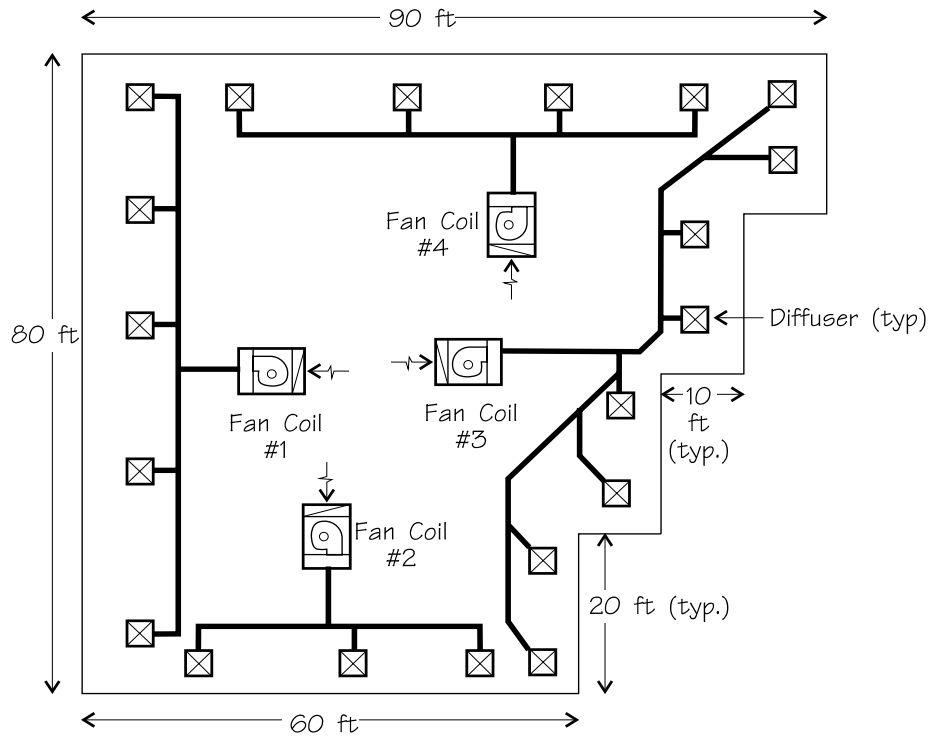 90 ft
Fan Coil
#4
80 ft
Diffuser (typ)
10
ft
(typ.)
Fan Coil
#3
Fan Coil
#1
Fan Coil
#2
20 ft (typ.)
60 ft